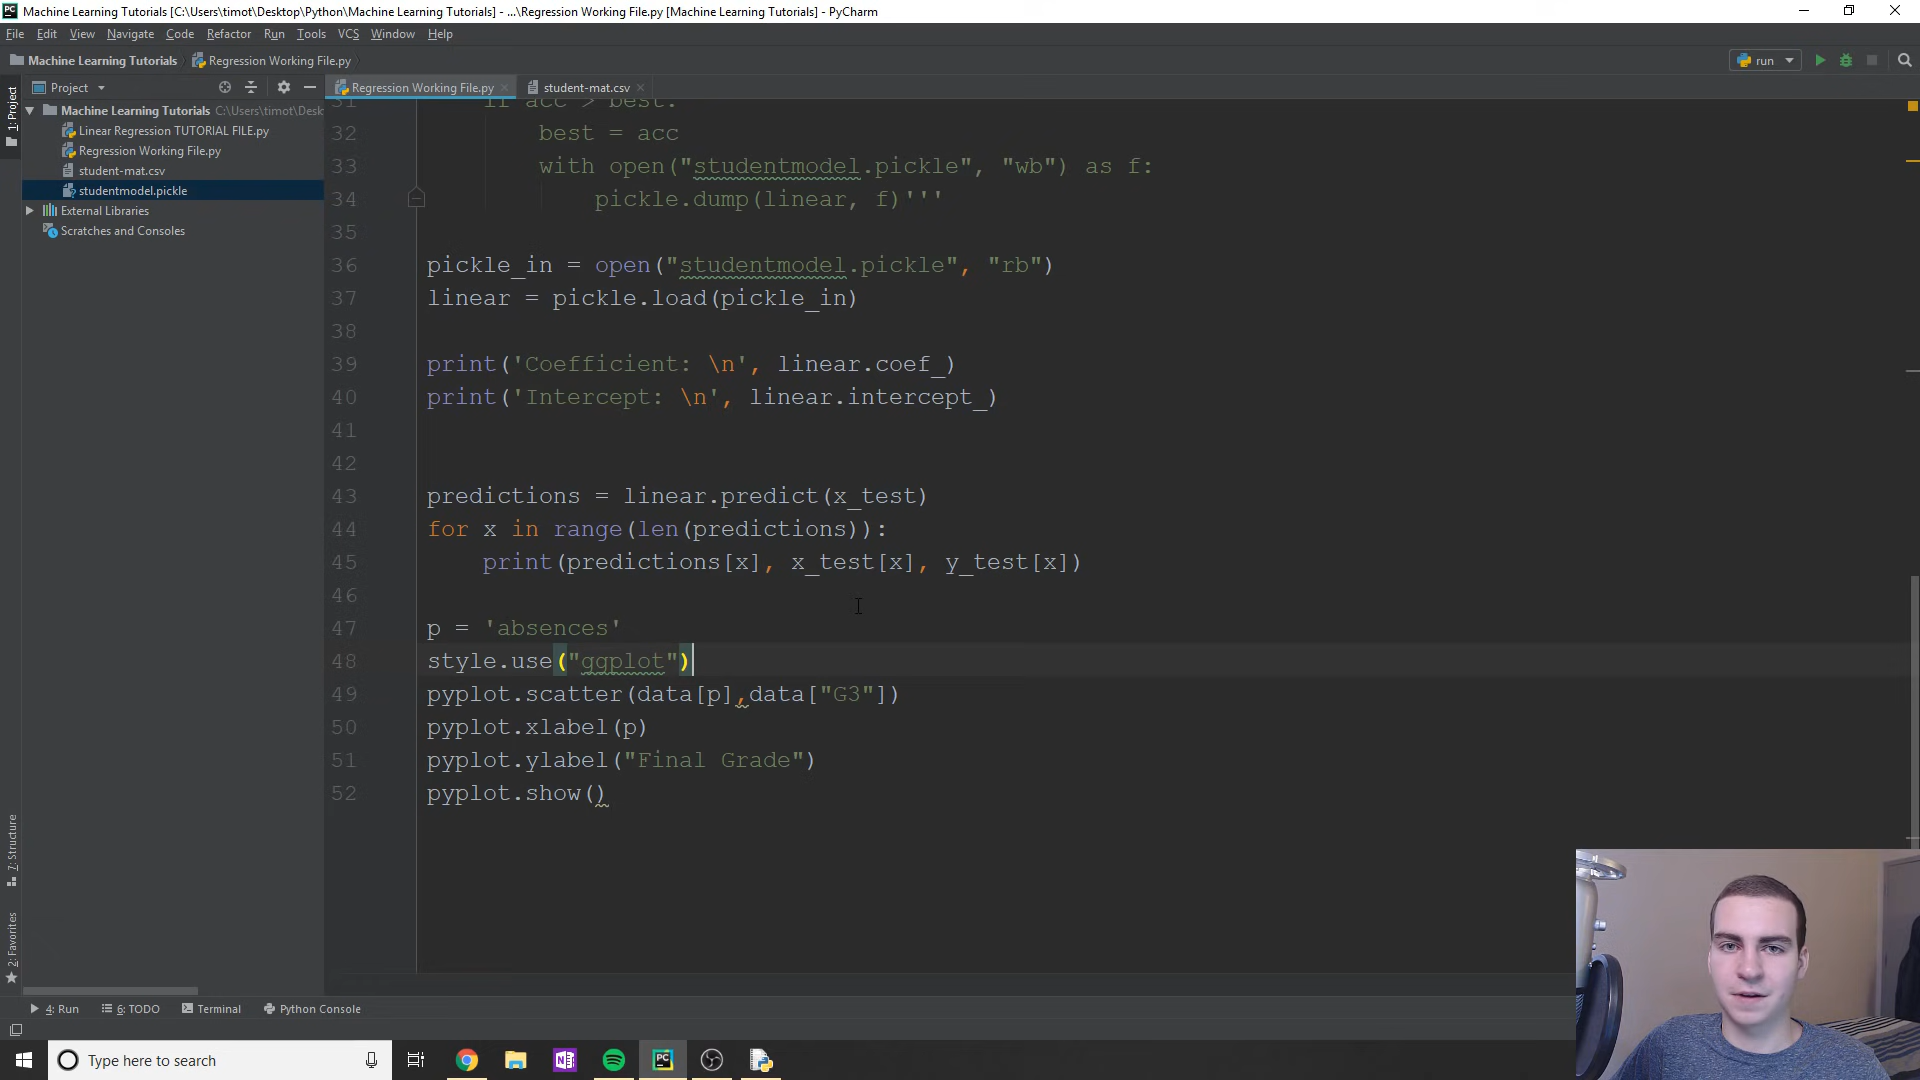 Machine Learning Tutorials [C:\Users\timot\Desktop\Python\Machine Learning Tutorials] - ...\Regression Working File.py [Machine Learning Tutorials] - PyCharm
File Edit View Navigate Code Refactor Run Tools VCS Window Help
Machine Learning Tutorials Regression Working File.py run
Project Regression Working File.py student-mat.csv
1: Project
Machine Learning Tutorials C:\Users\timot\Desk
Linear Regression TUTORIAL FILE.py
Regression Working File.py
student-mat.csv
studentmodel.pickle
External Libraries
Scratches and Consoles
7: Structure
2: Favorites
31 if acc > best:
32 best = acc
33 with open("studentmodel.pickle", "wb") as f:
34 pickle.dump(linear, f)'''
35
36 pickle_in = open("studentmodel.pickle", "rb")
37 linear = pickle.load(pickle_in)
38
39 print('Coefficient: \n', linear.coef_)
40 print('Intercept: \n', linear.intercept_)
41
42
43 predictions = linear.predict(x_test)
44 for x in range(len(predictions)):
45 print(predictions[x], x_test[x], y_test[x])
46
47 p = 'absences'
48 style.use("ggplot")
49 pyplot.scatter(data[p],data["G3"])
50 pyplot.xlabel(p)
51 pyplot.ylabel("Final Grade")
52 pyplot.show()
4: Run 6: TODO Terminal Python Console
Type here to search